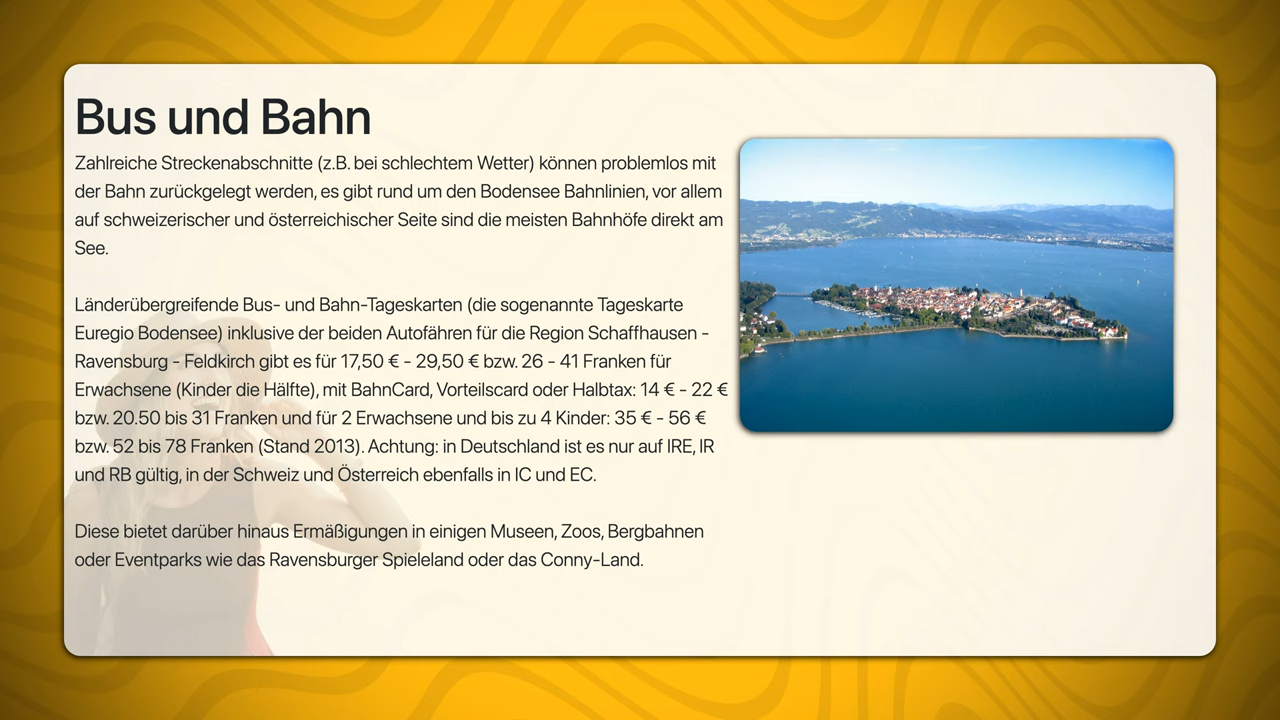 Bus und Bahn
Zahlreiche Streckenabschnitte (z.B. bei schlechtem Wetter) können problemlos mit
der Bahn zurückgelegt werden, es gibt rund um den Bodensee Bahnlinien, vor allem
auf schweizerischer und österreichischer Seite sind die meisten Bahnhöfe direkt am
See.
Länderübergreifende Bus- und Bahn-Tageskarten (die sogenannte Tageskarte
Euregio Bodensee) inklusive der beiden Autofähren für die Region Schaffhausen -
Ravensburg - Feldkirch gibt es für 17,50 € - 29,50 € bzw. 26 - 41 Franken für
Erwachsene (Kinder die Hälfte), mit BahnCard, Vorteilscard oder Halbtax: 14 € - 22 €
bzw. 20.50 bis 31 Franken und für 2 Erwachsene und bis zu 4 Kinder: 35 € - 56 €
bzw. 52 bis 78 Franken (Stand 2013). Achtung: in Deutschland ist es nur auf IRE, IR
und RB gültig, in der Schweiz und Österreich ebenfalls in IC und EC.
Diese bietet darüber hinaus Ermäßigungen in einigen Museen, Zoos, Bergbahnen
oder Eventparks wie das Ravensburger Spieleland oder das Conny-Land.